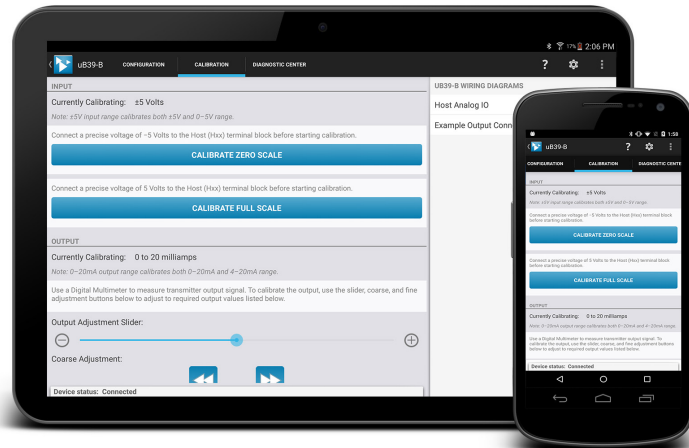 17% 2:06 PM
uB39-B CONFIGURATION CALIBRATION DIAGNOSTIC CENTER ?
INPUT
Currently Calibrating: ±5 Volts
Note: ±5V input range calibrates both ±5V and 0–5V range.
Connect a precise voltage of -5 Volts to the Host (Hxx) terminal block before starting calibration.
CALIBRATE ZERO SCALE
Connect a precise voltage of 5 Volts to the Host (Hxx) terminal block before starting calibration.
CALIBRATE FULL SCALE
OUTPUT
Currently Calibrating: 0 to 20 milliamps
Note: 0–20mA output range calibrates both 0–20mA and 4–20mA range.
Use a Digital Multimeter to measure transmitter output signal. To calibrate the output, use the slider, coarse, and fine
adjustment buttons below to adjust to required output values listed below.
Output Adjustment Slider:
Coarse Adjustment:
Device status: Connected
UB39-B WIRING DIAGRAMS
Host Analog IO
Example Output Conn
1:58
uB39-B ?
CONFIGURATION CALIBRATION DIAGNOSTIC CENTE
INPUT
Currently Calibrating: ±5 Volts
Note: ±5V input range calibrates both ±5V and 0–5V range.
Connect a precise voltage of -5 Volts to the Host (Hxx) terminal block
before starting calibration.
CALIBRATE ZERO SCALE
Connect a precise voltage of 5 Volts to the Host (Hxx) terminal block
before starting calibration.
CALIBRATE FULL SCALE
OUTPUT
Currently Calibrating: 0 to 20 milliamps
Note: 0–20mA output range calibrates both 0–20mA and 4–20mA range.
Use a Digital Multimeter to measure transmitter output signal. To
calibrate the output, use the slider, coarse, and fine adjustment buttons
below to adjust to required output values listed below.
Device status: Connected